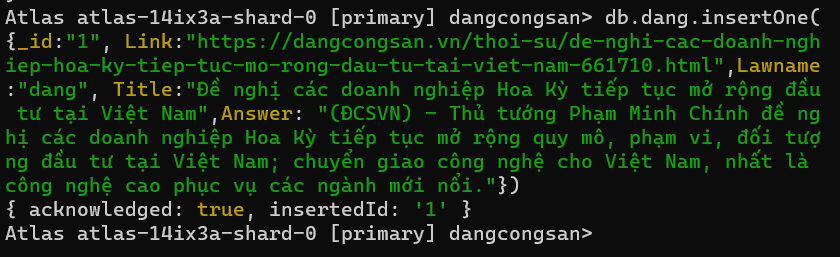 Atlas atlas-14ix3a-shard-0 [primary] dangcongsan> db.dang.insertOne(
{_id:"1", Link:"https://dangcongsan.vn/thoi-su/de-nghi-cac-doanh-ngh
iep-hoa-ky-tiep-tuc-mo-rong-dau-tu-tai-viet-nam-661710.html",Lawname
:"dang", Title:"Đề nghị các doanh nghiệp Hoa Kỳ tiếp tục mở rộng đầu
 tư tại Việt Nam",Answer: "(ĐCSVN) - Thủ tướng Phạm Minh Chính đề ng
hị các doanh nghiệp Hoa Kỳ tiếp tục mở rộng quy mô, phạm vi, đối tượ
ng đầu tư tại Việt Nam; chuyển giao công nghệ cho Việt Nam, nhất là 
công nghệ cao phục vụ các ngành mới nổi."})
{ acknowledged: true, insertedId: '1' }
Atlas atlas-14ix3a-shard-0 [primary] dangcongsan>